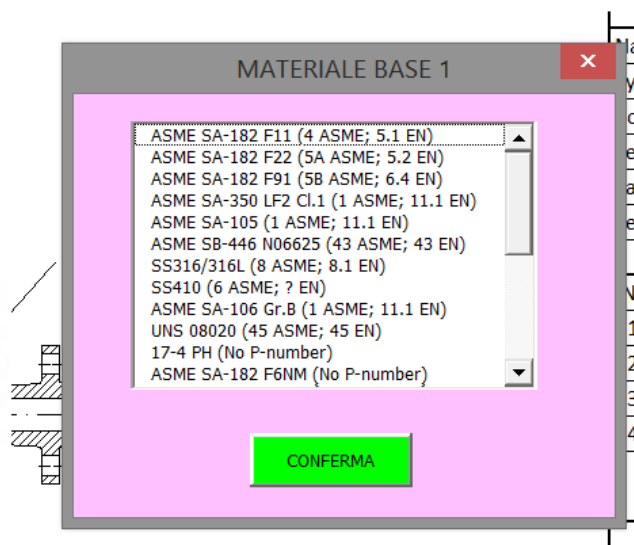 MATERIALE BASE 1
ASME SA-182 F11 (4 ASME; 5.1 EN)
ASME SA-182 F22 (5A ASME; 5.2 EN)
ASME SA-182 F91 (5B ASME; 6.4 EN)
ASME SA-350 LF2 Cl.1 (1 ASME; 11.1 EN)
ASME SA-105 (1 ASME; 11.1 EN)
ASME SB-446 N06625 (43 ASME; 43 EN)
SS316/316L (8 ASME; 8.1 EN)
SS410 (6 ASME; ? EN)
ASME SA-106 Gr.B (1 ASME; 11.1 EN)
UNS 08020 (45 ASME; 45 EN)
17-4 PH (No P-number)
ASME SA-182 F6NM (No P-number)
CONFERMA
1
2
3
4